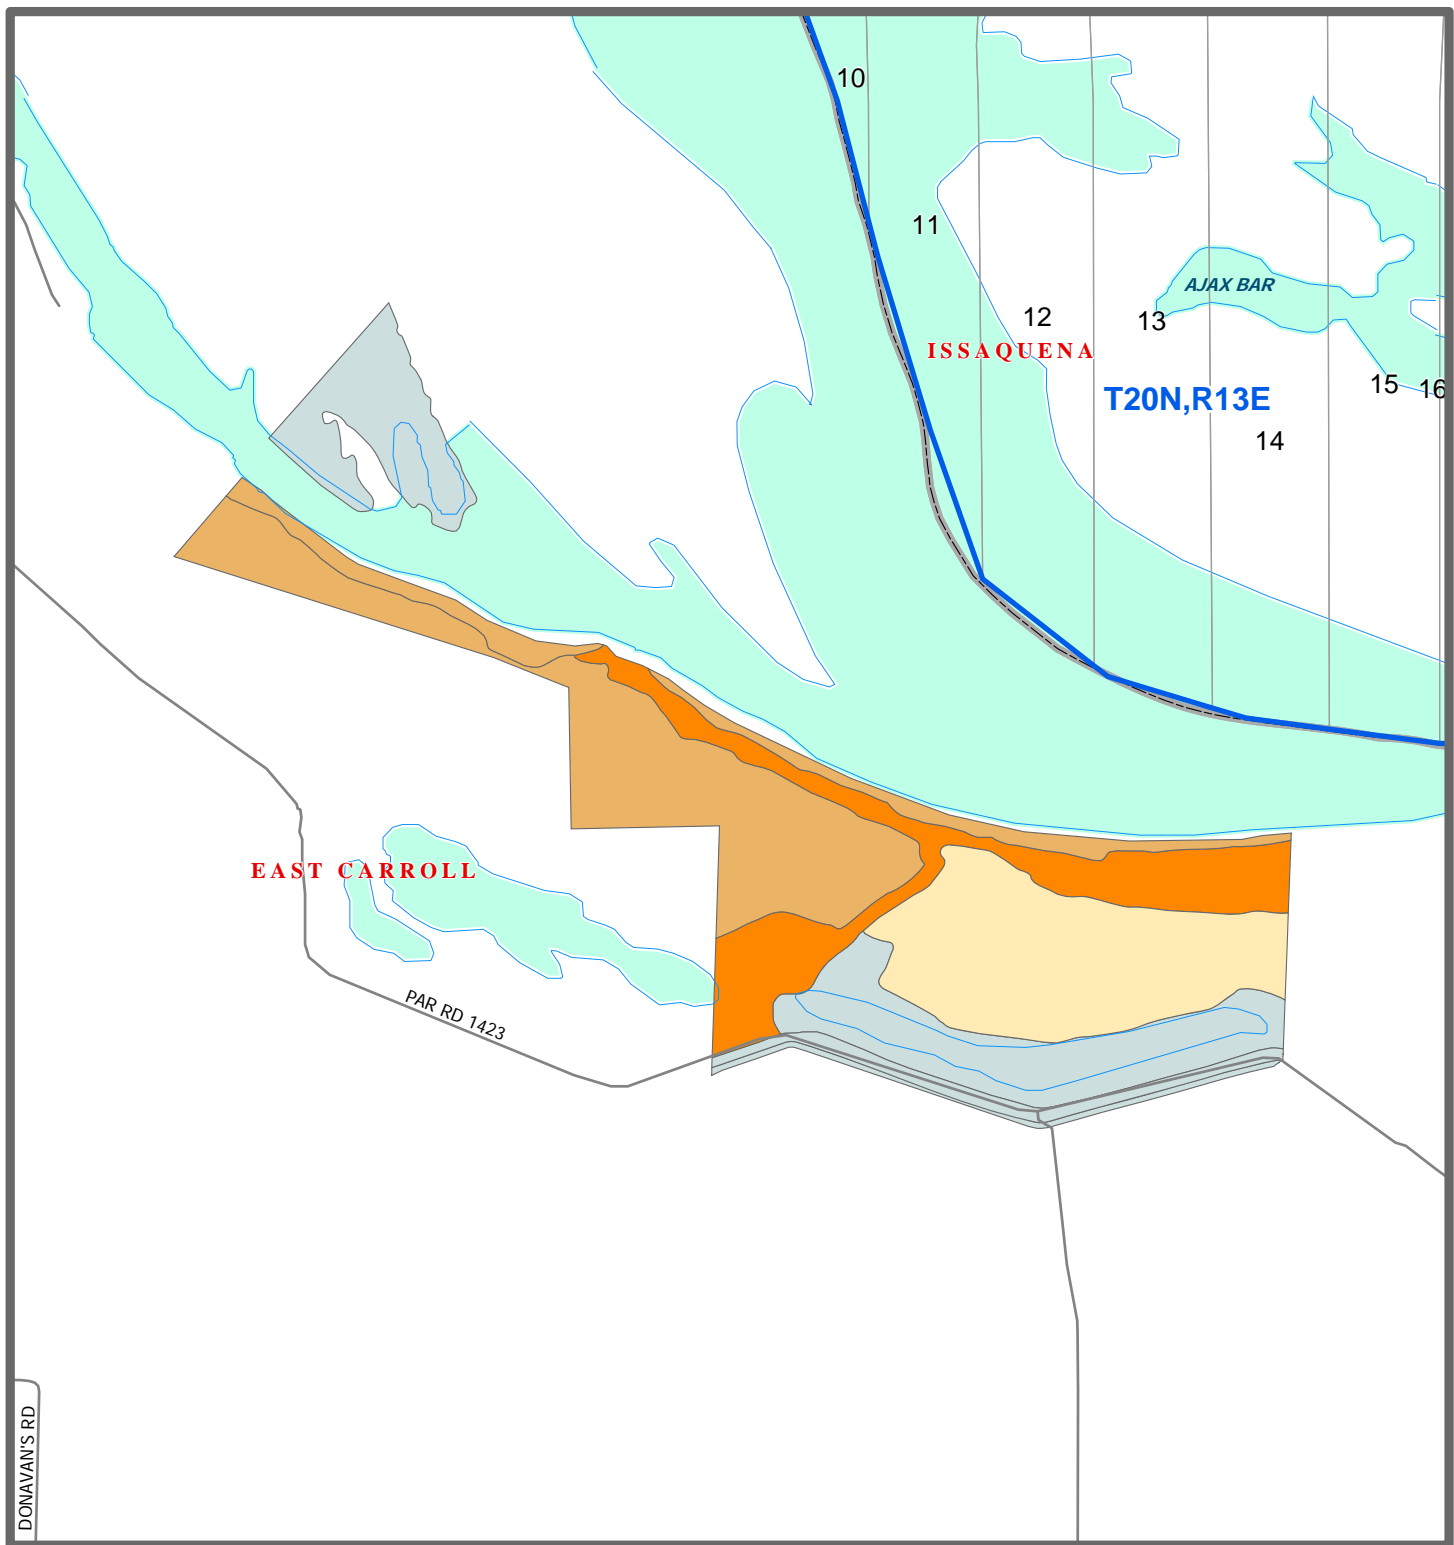 10
11
AJAX BAR
12
13
ISSAQUENA
15
16
T20N,R13E
14
EAST CARROLL
PAR RD 1423
DONAVAN'S RD